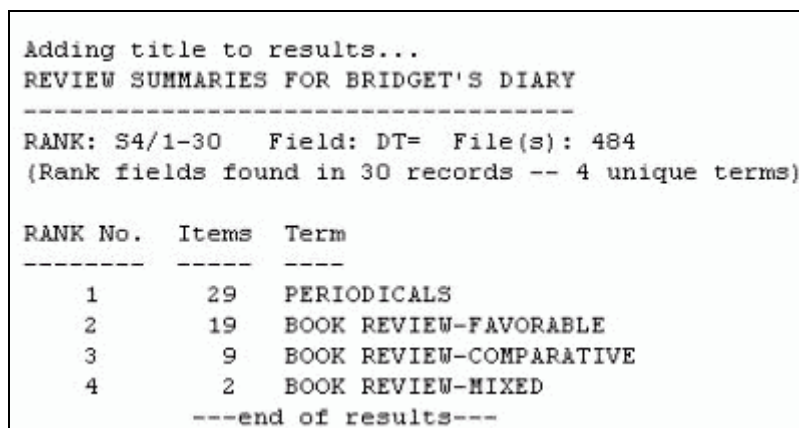 Adding title to results...
REVIEW SUMMARIES FOR BRIDGET'S DIARY
-------------------------------------
RANK: S4/1-30   Field: DT=  File(s): 484
(Rank fields found in 30 records -- 4 unique terms)
RANK No.  Items  Term
--------  -----  ----
1  29  PERIODICALS
2  19  BOOK REVIEW-FAVORABLE
3  9  BOOK REVIEW-COMPARATIVE
4  2  BOOK REVIEW-MIXED
---end of results---